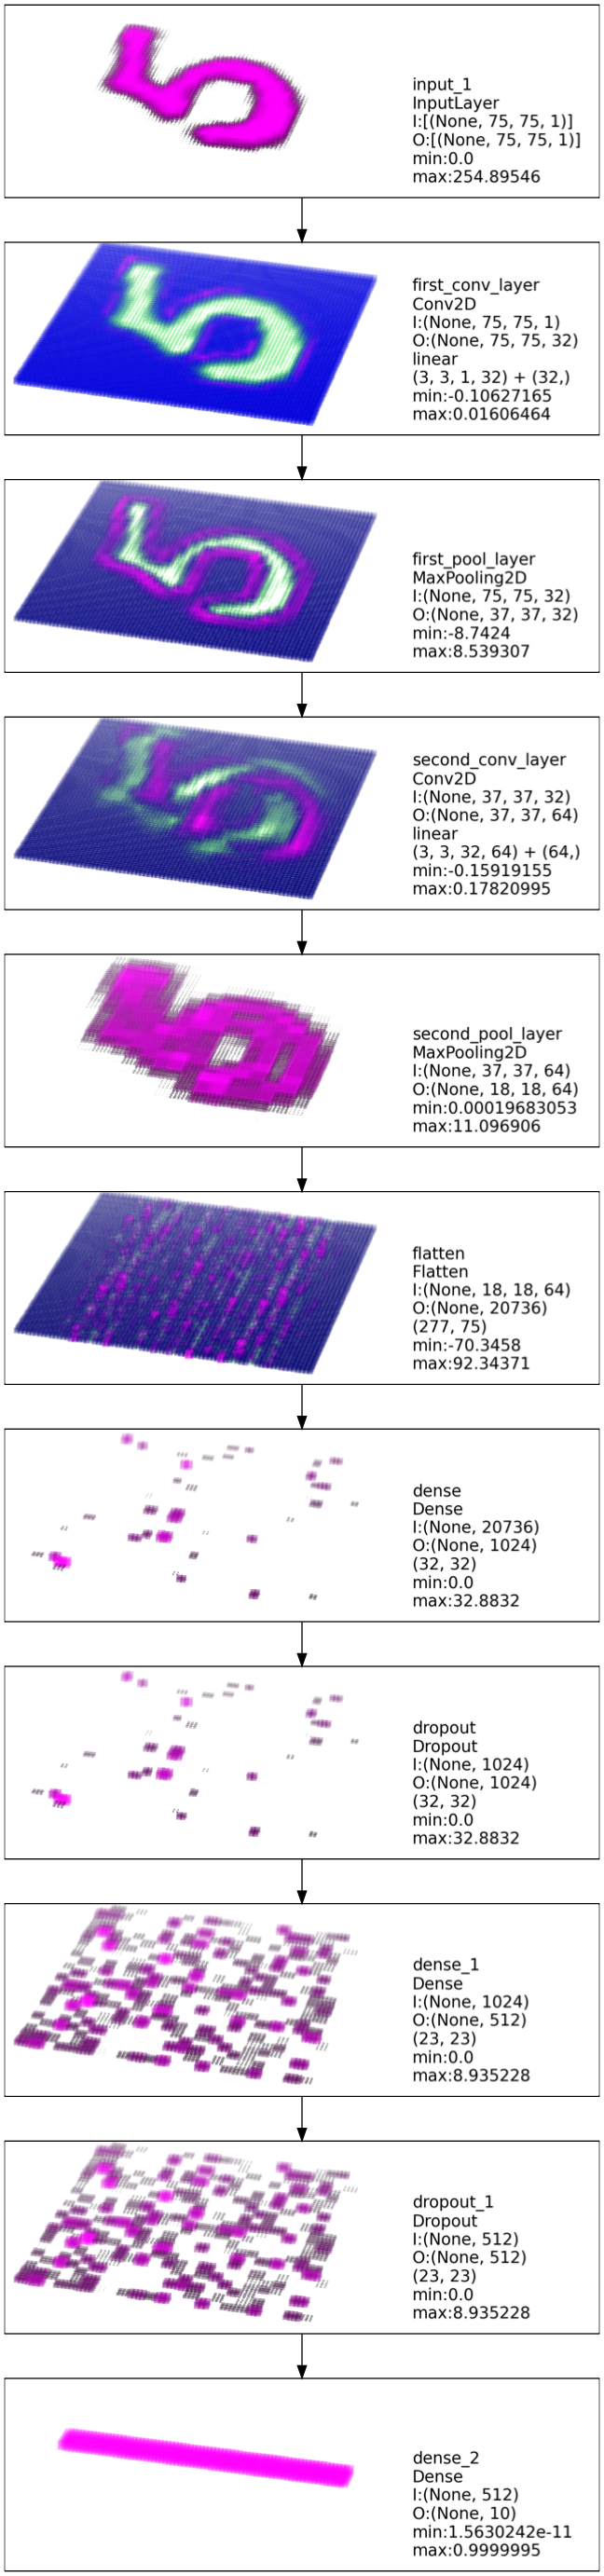 input_1
InputLayer
I:[(None, 75, 75, 1)]
O:[(None, 75, 75, 1)]
min:0.0
max:254.89546
first_conv_layer
Conv2D
I:(None, 75, 75, 1)
O:(None, 75, 75, 32)
linear
(3, 3, 1, 32) + (32,)
min:-0.10627165
max:0.01606464
first_pool_layer
MaxPooling2D
I:(None, 75, 75, 32)
O:(None, 37, 37, 32)
min:-8.7424
max:8.539307
second_conv_layer
Conv2D
I:(None, 37, 37, 32)
O:(None, 37, 37, 64)
linear
(3, 3, 32, 64) + (64,)
min:-0.15919155
max:0.17820995
second_pool_layer
MaxPooling2D
I:(None, 37, 37, 64)
O:(None, 18, 18, 64)
min:0.00019683053
max:11.096906
flatten
Flatten
I:(None, 18, 18, 64)
O:(None, 20736)
(277, 75)
min:-70.3458
max:92.34371
dense
Dense
I:(None, 20736)
O:(None, 1024)
(32, 32)
min:0.0
max:32.8832
dropout
Dropout
I:(None, 1024)
O:(None, 1024)
(32, 32)
min:0.0
max:32.8832
dense_1
Dense
I:(None, 1024)
O:(None, 512)
(23, 23)
min:0.0
max:8.935228
dropout_1
Dropout
I:(None, 512)
O:(None, 512)
(23, 23)
min:0.0
max:8.935228
dense_2
Dense
I:(None, 512)
O:(None, 10)
min:1.5630242e-11
max:0.9999995